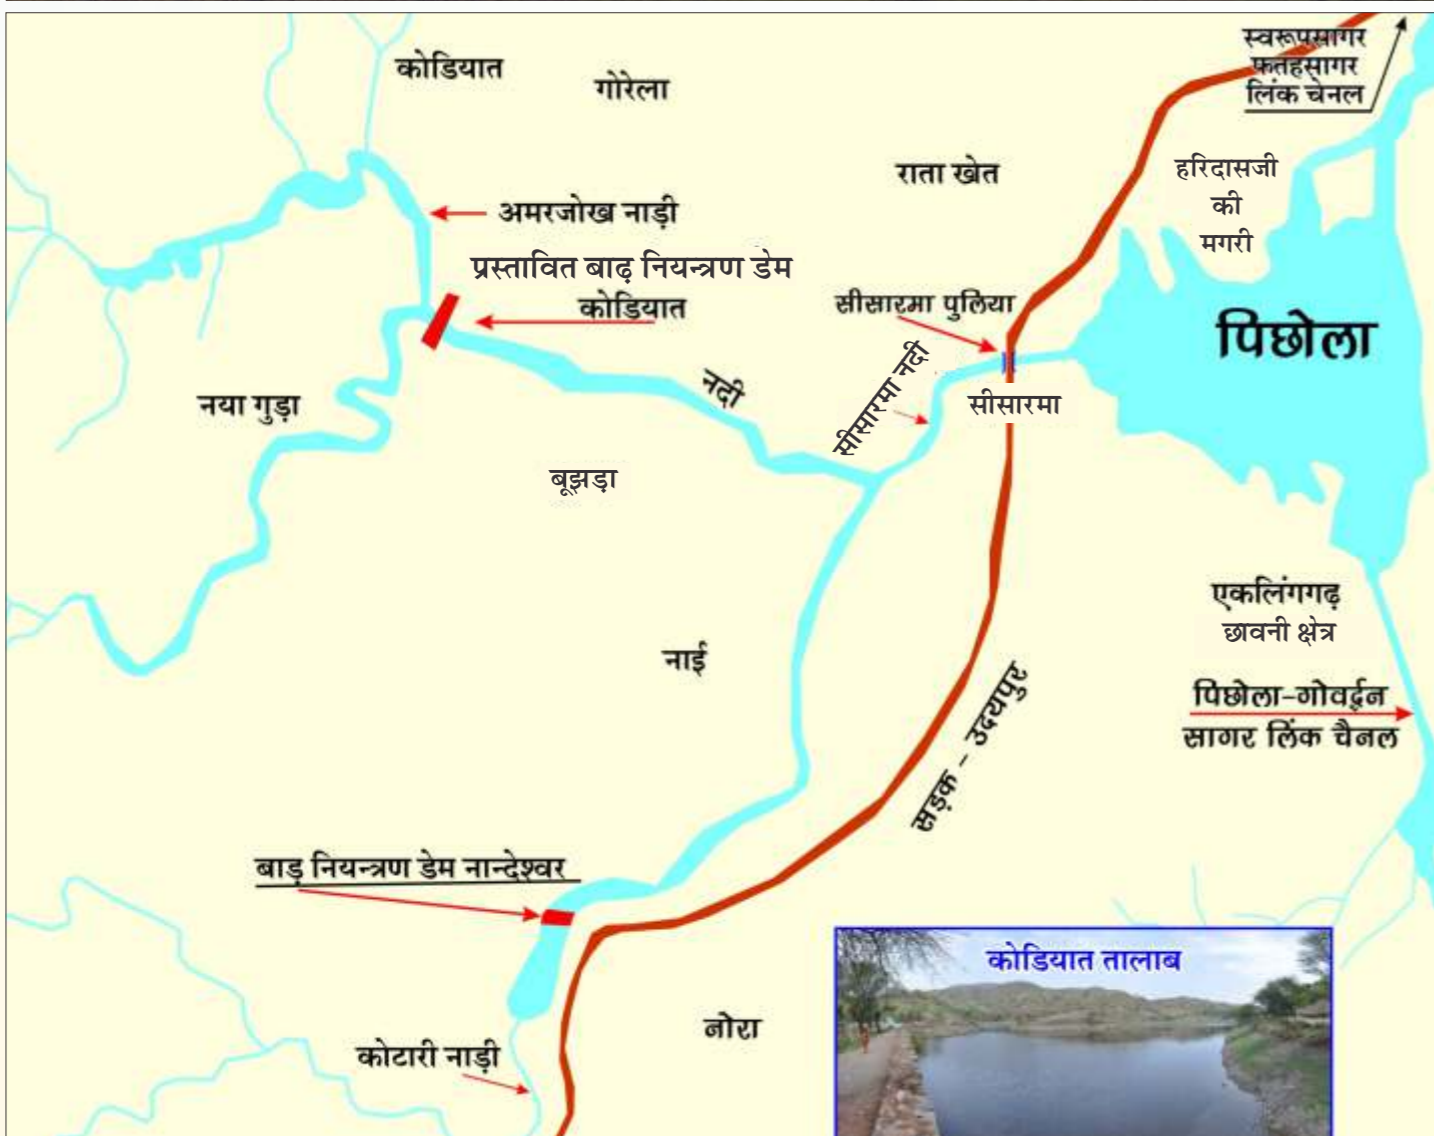 स्वरूपसागर
फतहसागर
लिंक चेनल
कोडियात
गोरेला
राता खेत
हरिदासजी
की
मगरी
अमरजोख नाड़ी
प्रस्तावित बाढ़ नियन्त्रण डेम
कोडियात
सीसारमा पुलिया
पिछोला
नदी
सीसारमा नदी
सीसारमा
नया गुड़ा
बूझड़ा
एकलिंगगढ़
छावनी क्षेत्र
नाई
पिछोला-गोवर्द्धन
सागर लिंक चैनल
सड़क - उदयपुर
बाड़ नियन्त्रण डेम नान्देश्वर
कोडियात तालाब
नोरा
कोटारी नाड़ी